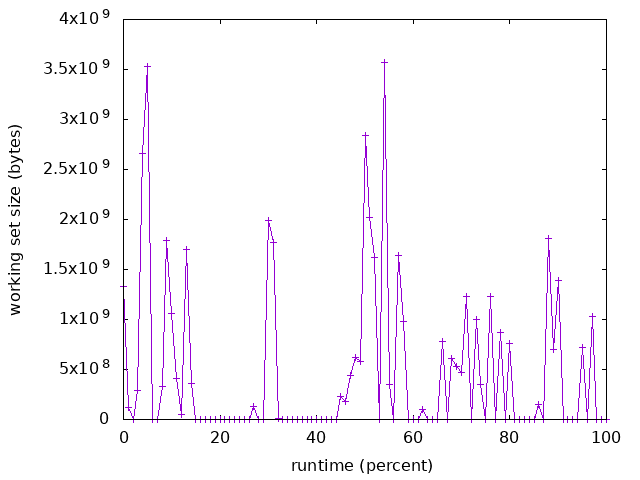 4x10^9
3.5x10^9
3x10^9
2.5x10^9
2x10^9
1.5x10^9
1x10^9
5x10^8
0
working set size (bytes)
0 20 40 60 80 100
runtime (percent)